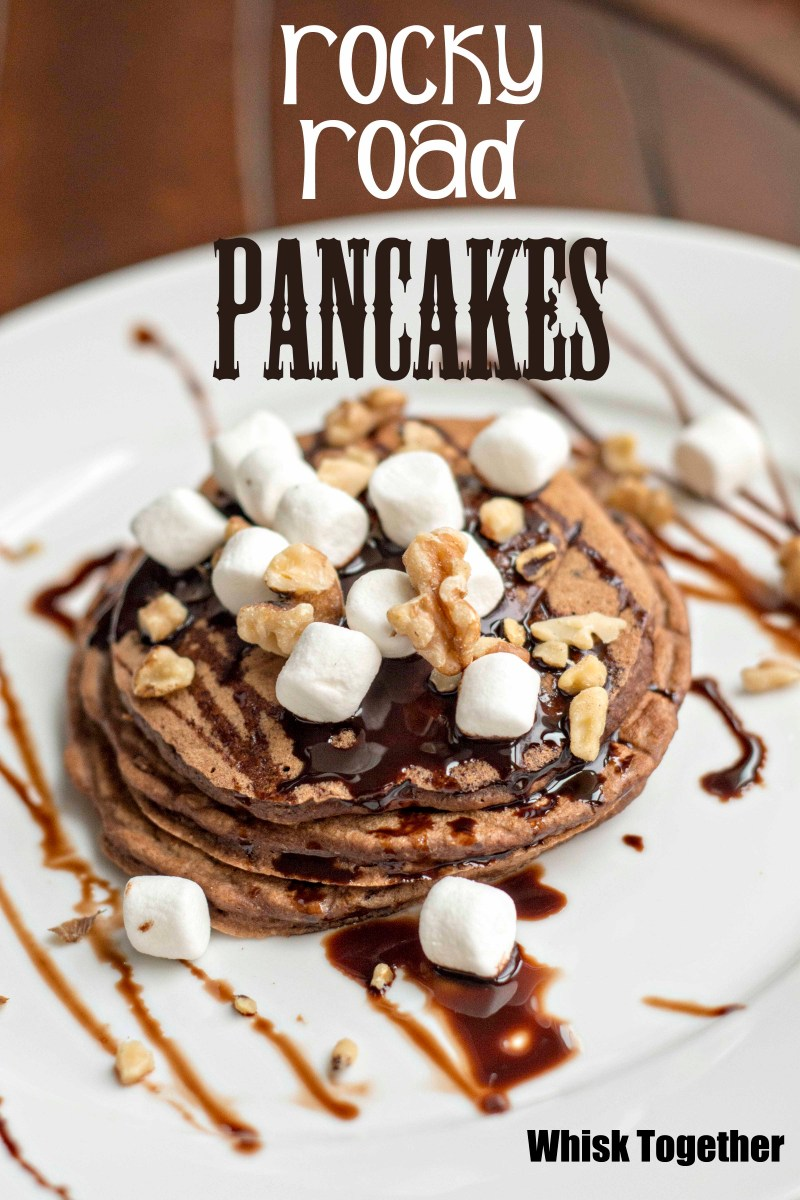 rocky
road
PANCAKES
Whisk Together